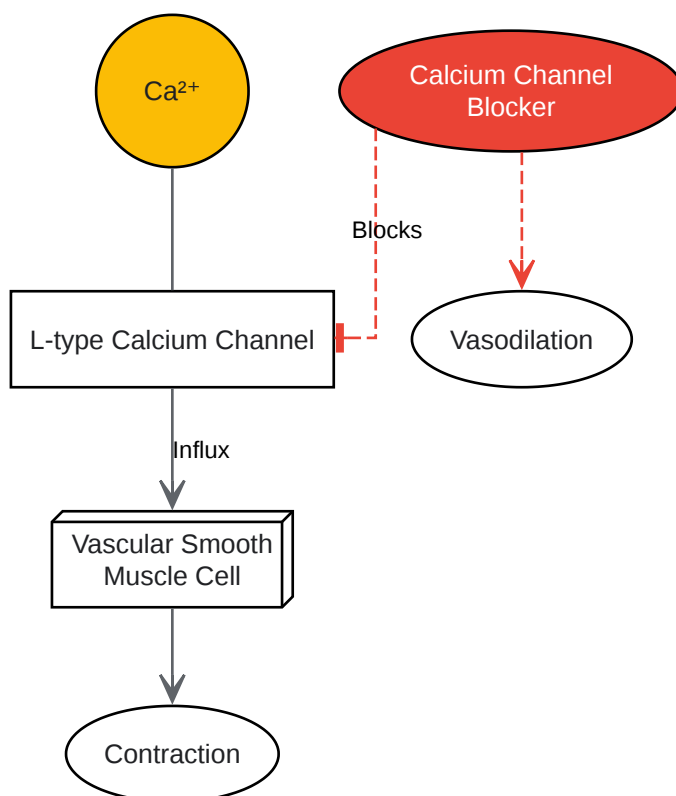 Ca²⁺
Calcium Channel
Blocker
Blocks
L-type Calcium Channel
Vasodilation
Influx
Vascular Smooth
Muscle Cell
Contraction